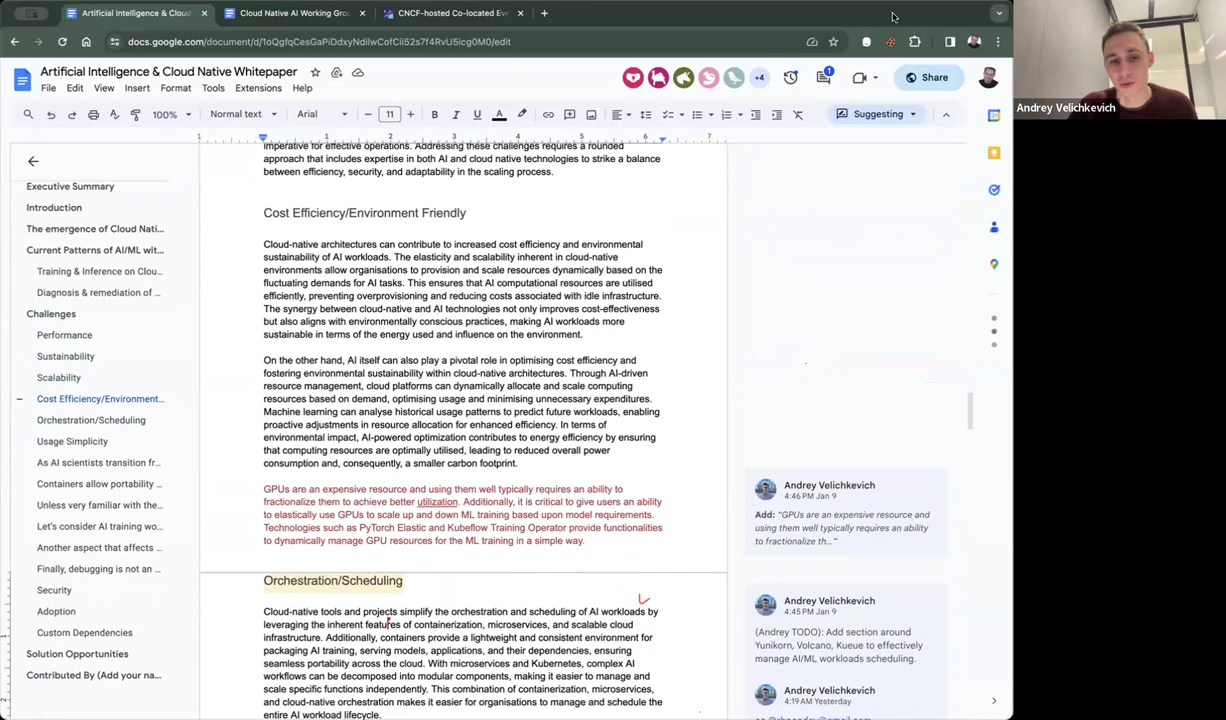 Artificial Intelligence & Cloud
Cloud Native AI Working Gro
CNCF-hosted Co-located Eve
docs.google.com/document/d/1oQgfqCesGaPiDdxyNdilwCofCii52s7f4RvU5icg0M0/edit
Artificial Intelligence & Cloud Native Whitepaper
+4
1
Share
File Edit View Insert Format Tools Extensions Help
100% Normal text Arial 11 Suggesting
1 1 2 3 4 5 6 7
Executive Summary
Introduction
The emergence of Cloud Nati...
Current Patterns of AI/ML wit...
Training & Inference on Clou...
Diagnosis & remediation of ...
Challenges
Performance
Sustainability
Scalability
Cost Efficiency/Environment...
Orchestration/Scheduling
Usage Simplicity
As AI scientists transition fr...
Containers allow portability ...
Unless very familiar with the...
Let's consider AI training wo...
Another aspect that affects ...
Finally, debugging is not an ...
Security
Adoption
Custom Dependencies
Solution Opportunities
Contributed By (Add your na...
imperative for effective operations. Addressing these challenges requires a rounded
approach that includes expertise in both AI and cloud native technologies to strike a balance
between efficiency, security, and adaptability in the scaling process.
Cost Efficiency/Environment Friendly
Cloud-native architectures can contribute to increased cost efficiency and environmental
sustainability of AI workloads. The elasticity and scalability inherent in cloud-native
environments allow organisations to provision and scale resources dynamically based on the
fluctuating demands for AI tasks. This ensures that AI computational resources are utilised
efficiently, preventing overprovisioning and reducing costs associated with idle infrastructure.
The synergy between cloud-native and AI technologies not only improves cost-effectiveness
but also aligns with environmentally conscious practices, making AI workloads more
sustainable in terms of the energy used and influence on the environment.
On the other hand, AI itself can also play a pivotal role in optimising cost efficiency and
fostering environmental sustainability within cloud-native architectures. Through AI-driven
resource management, cloud platforms can dynamically allocate and scale computing
resources based on demand, optimising usage and minimising unnecessary expenditures.
Machine learning can analyse historical usage patterns to predict future workloads, enabling
proactive adjustments in resource allocation for enhanced efficiency. In terms of
environmental impact, AI-powered optimization contributes to energy efficiency by ensuring
that computing resources are optimally utilised, leading to reduced overall power
consumption and, consequently, a smaller carbon footprint.
GPUs are an expensive resource and using them well typically requires an ability to
fractionalize them to achieve better utilization. Additionally, it is critical to give users an ability
to elastically use GPUs to scale up and down ML training based upon model requirements.
Technologies such as PyTorch Elastic and Kubeflow Training Operator provide functionalities
to dynamically manage GPU resources for the ML training in a simple way.
Orchestration/Scheduling
Cloud-native tools and projects simplify the orchestration and scheduling of AI workloads by
leveraging the inherent features of containerization, microservices, and scalable cloud
infrastructure. Additionally, containers provide a lightweight and consistent environment for
packaging AI training, serving models, applications, and their dependencies, ensuring
seamless portability across the cloud. With microservices and Kubernetes, complex AI
workflows can be decomposed into modular components, making it easier to manage and
scale specific functions independently. This combination of containerization, microservices,
and cloud-native orchestration makes it easier for organisations to manage and schedule the
entire AI workload lifecycle.
Andrey Velichkevich
4:46 PM Jan 9
Add: "GPUs are an expensive resource and
using them well typically requires an ability
to fractionalize th..."
Andrey Velichkevich
4:45 PM Jan 9
(Andrey TODO): Add section around
Yunikorn, Volcano, Kueue to effectively
manage AI/ML workloads scheduling.
Andrey Velichkevich
4:19 AM Yesterday
Andrey Velichkevich